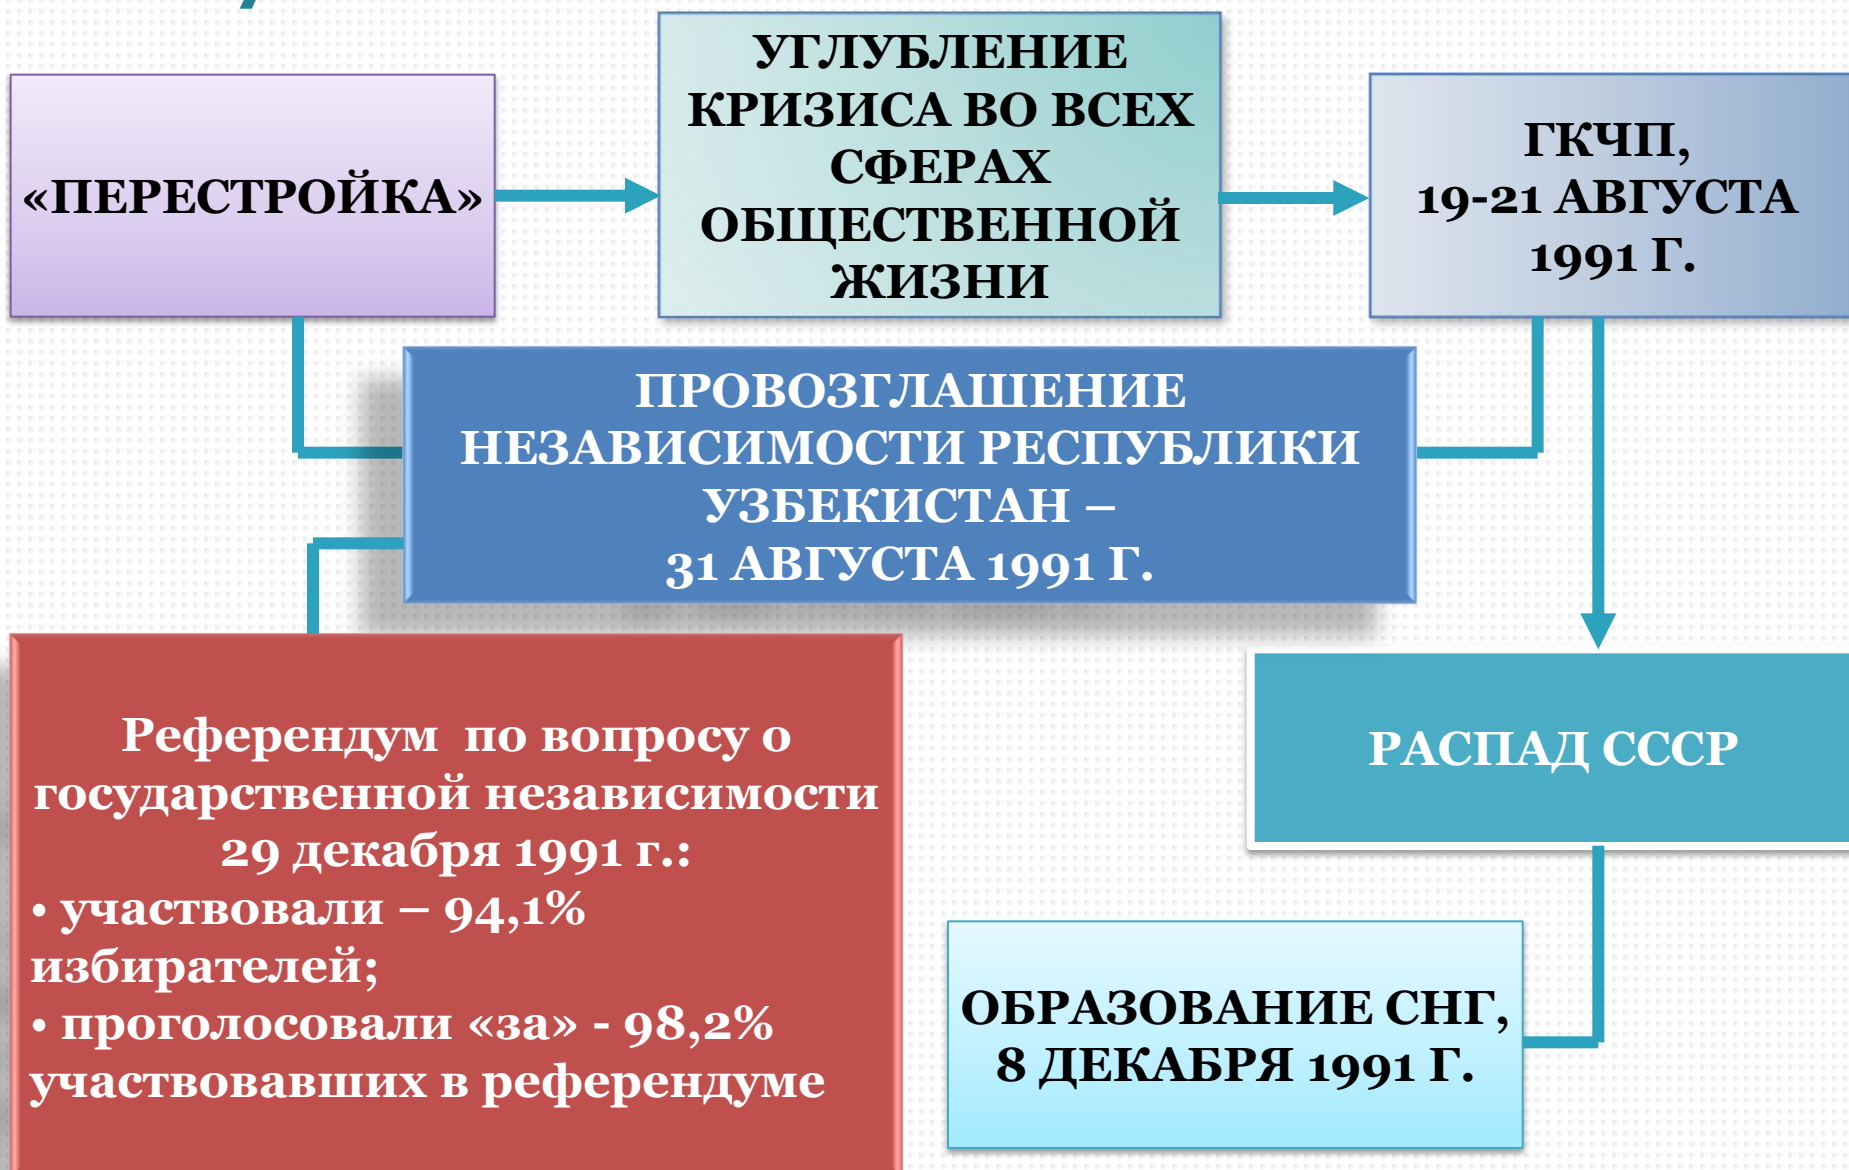 «ПЕРЕСТРОЙКА»
УГЛУБЛЕНИЕ
КРИЗИСА ВО ВСЕХ
СФЕРАХ
ОБЩЕСТВЕННОЙ
ЖИЗНИ
ГКЧП,
19-21 АВГУСТА
1991 Г.
ПРОВОЗГЛАШЕНИЕ
НЕЗАВИСИМОСТИ РЕСПУБЛИКИ
УЗБЕКИСТАН –
31 АВГУСТА 1991 Г.
Референдум по вопросу о
государственной независимости
29 декабря 1991 г.:
• участвовали – 94,1%
избирателей;
• проголосовали «за» - 98,2%
участвовавших в референдуме
РАСПАД СССР
ОБРАЗОВАНИЕ СНГ,
8 ДЕКАБРЯ 1991 Г.